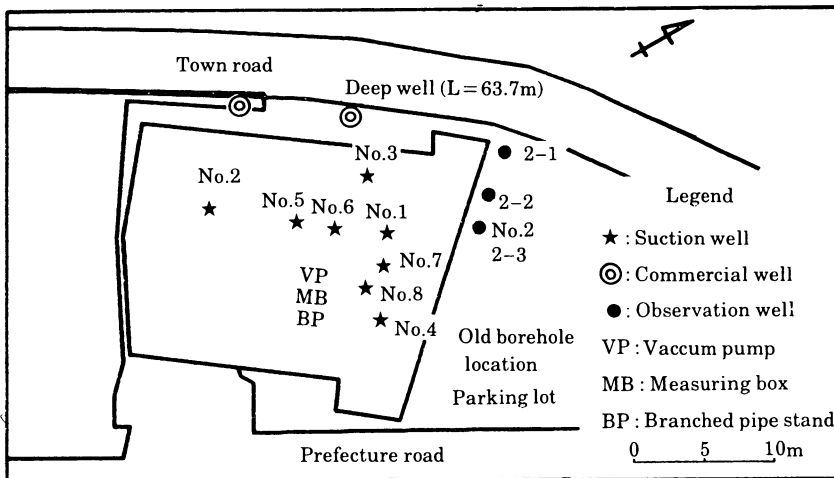 Town road
Deep well (L=63.7m)
No.3
2-1
No.2
2-2
Legend
No.5
No.6
No.1
No.2
2-3
★ : Suction well
No.7
◎ : Commercial well
VP
MB
BP
No.8
● : Observation well
No.4
Old borehole
location
VP : Vaccum pump
Parking lot
MB : Measuring box
BP : Branched pipe stand
Prefecture road
0 5 10m